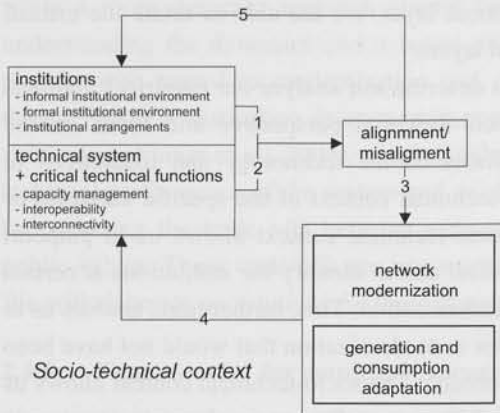 5
institutions
- informal institutional environment
- formal institutional environment
- institutional arrangements
1
technical system
+ critical technical functions
- capacity management
- interoperability
- interconnectivity
2
alignmnent/
misaligment
3
network
modernization
generation and
consumption
adaptation
4
Socio-technical context